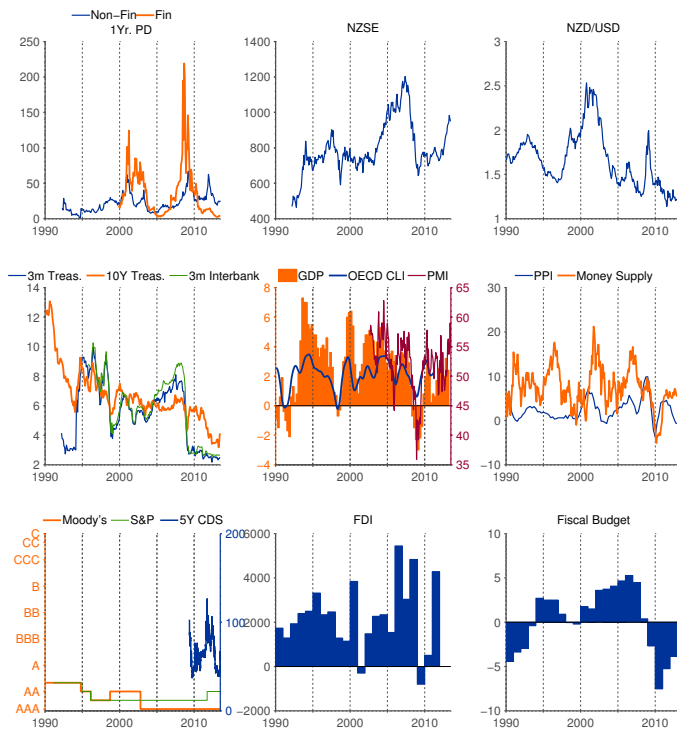 Non-Fin Fin
1Yr. PD
NZSE
NZD/USD
250
200
150
100
50
0
1990 2000 2010
1400
1200
1000
800
600
400
1990 2000 2010
3
2.5
2
1.5
1
1990 2000 2010
3m Treas. 10Y Treas. 3m Interbank
GDP OECD CLI PMI
PPI Money Supply
14
12
10
8
6
4
2
1990 2000 2010
8
6
4
2
0
-2
-4
65
60
55
50
45
40
35
1990 2000 2010
30
20
10
0
-10
1990 2000 2010
Moody's S&P 5Y CDS
FDI
Fiscal Budget
C
CC
CCC
B
BB
BBB
A
AA
AAA
200
100
0
1990 2000 2010
6000
4000
2000
0
-2000
1990 2000 2010
10
5
0
-5
-10
1990 2000 2010